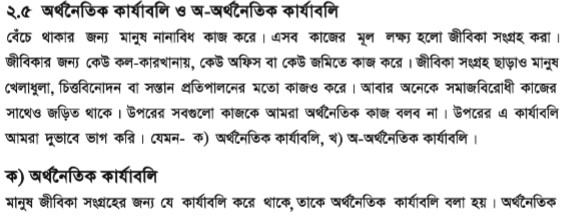 ২.৫ অর্থনৈতিক কার্যাবলি ও অ-অর্থনৈতিক কার্যাবলি
বেঁচে থাকার জন্য মানুষ নানাবিধ কাজ করে। এসব কাজের মূল লক্ষ্য হলো জীবিকা সংগ্রহ করা।
জীবিকার জন্য কেউ কল-কারখানায়, কেউ অফিস বা কেউ জমিতে কাজ করে। জীবিকা সংগ্রহ ছাড়াও মানুষ
খেলাধুলা, চিত্তবিনোদন বা সন্তান প্রতিপালনের মতো কাজও করে। আবার অনেকে সমাজবিরোধী কাজের
সাথেও জড়িত থাকে। উপরের সবগুলো কাজকে আমরা অর্থনৈতিক কাজ বলব না। উপরের এ কার্যাবলি
আমরা দুভাবে ভাগ করি। যেমন- ক) অর্থনৈতিক কার্যাবলি, খ) অ-অর্থনৈতিক কার্যাবলি।
ক) অর্থনৈতিক কার্যাবলি
মানুষ জীবিকা সংগ্রহের জন্য যে কার্যাবলি করে থাকে, তাকে অর্থনৈতিক কার্যাবলি বলা হয়। অর্থনৈতিক